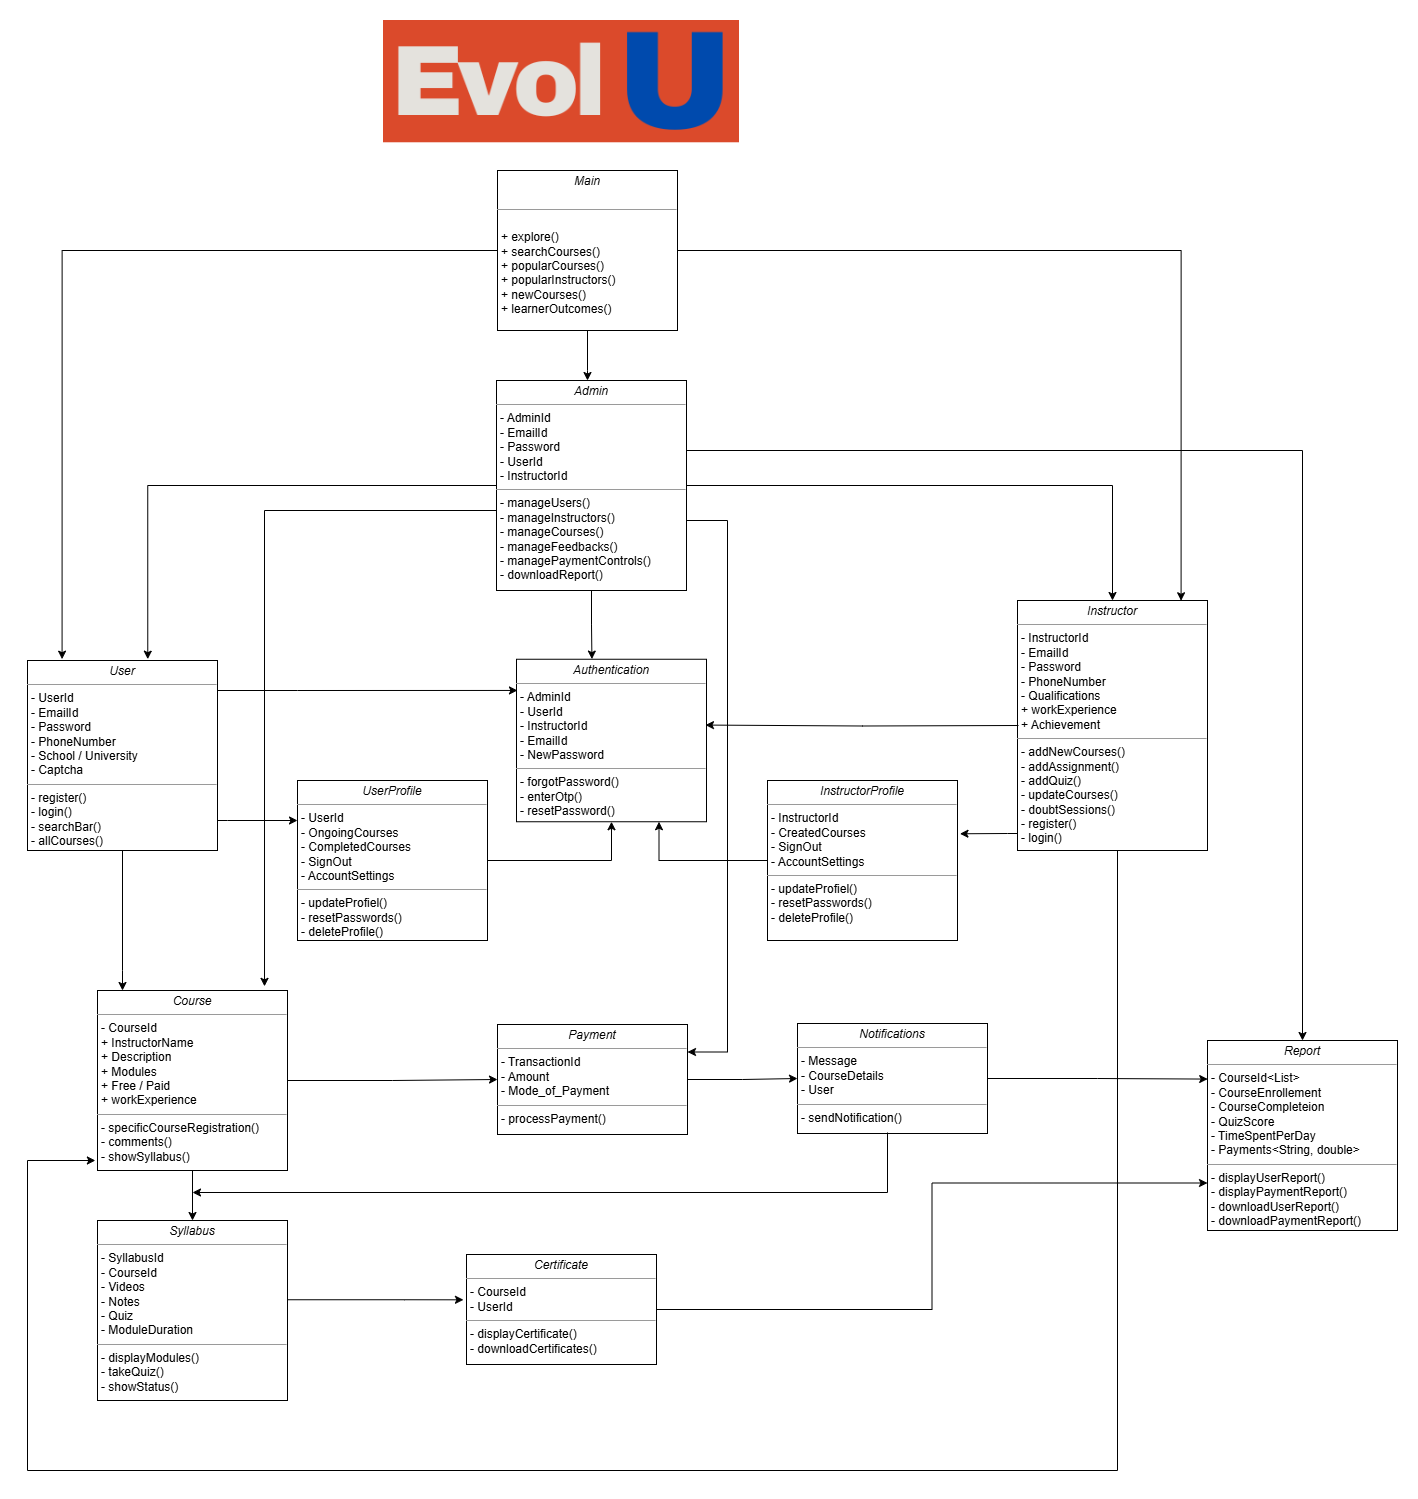 Evol U
Main
+ explore()
+ searchCourses()
+ popularCourses()
+ popularInstructors()
+ newCourses()
+ learnerOutcomes()
Admin
- AdminId
- EmailId
- Password
- UserId
- InstructorId
- manageUsers()
- manageInstructors()
- manageCourses()
- manageFeedbacks()
- managePaymentControls()
- downloadReport()
Instructor
- InstructorId
- EmailId
- Password
- PhoneNumber
- Qualifications
+ workExperience
+ Achievement
- addNewCourses()
- addAssignment()
- addQuiz()
- updateCourses()
- doubtSessions()
- register()
- login()
User
- UserId
- EmailId
- Password
- PhoneNumber
- School / University
- Captcha
- register()
- login()
- searchBar()
- allCourses()
Authentication
- AdminId
- UserId
- InstructorId
- EmailId
- NewPassword
- forgotPassword()
- enterOtp()
- resetPassword()
UserProfile
- UserId
- OngoingCourses
- CompletedCourses
- SignOut
- AccountSettings
- updateProfiel()
- resetPasswords()
- deleteProfile()
InstructorProfile
- InstructorId
- CreatedCourses
- SignOut
- AccountSettings
- updateProfiel()
- resetPasswords()
- deleteProfile()
Course
- CourseId
+ InstructorName
+ Description
+ Modules
+ Free / Paid
+ workExperience
- specificCourseRegistration()
- comments()
- showSyllabus()
Payment
- TransactionId
- Amount
- Mode_of_Payment
- processPayment()
Notifications
- Message
- CourseDetails
- User
- sendNotification()
Report
- CourseId<List>
- CourseEnrollement
- CourseCompleteion
- QuizScore
- TimeSpentPerDay
- Payments<String, double>
- displayUserReport()
- displayPaymentReport()
- downloadUserReport()
- downloadPaymentReport()
Syllabus
- SyllabusId
- CourseId
- Videos
- Notes
- Quiz
- ModuleDuration
- displayModules()
- takeQuiz()
- showStatus()
Certificate
- CourseId
- UserId
- displayCertificate()
- downloadCertificates()